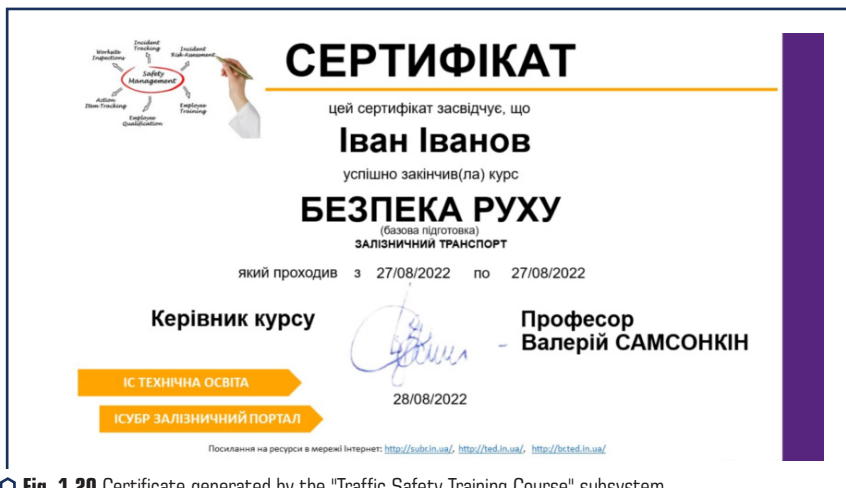 Incident
Tracking
Worksite
Inspections
Incident
Risk-Assessment
Safety
Management
Action
Item-Tracking
Employee
Training
Employee
Qualification
СЕРТИФІКАТ
цей сертифікат засвідчує, що
Іван Іванов
успішно закінчив(ла) курс
БЕЗПЕКА РУХУ
(базова підготовка)
ЗАЛІЗНИЧНИЙ ТРАНСПОРТ
який проходив з 27/08/2022 по 27/08/2022
Керівник курсу
Професор
– Валерій САМСОНКІН
ІС ТЕХНІЧНА ОСВІТА
28/08/2022
ІСУБР ЗАЛІЗНИЧНИЙ ПОРТАЛ
Посилання на ресурси в мережі Інтернет: http://subr.in.ua/, http://ted.in.ua/, http://bcted.in.ua/
Fig. 1.20 Certificate generated by the "Traffic Safety Training Course" subsystem